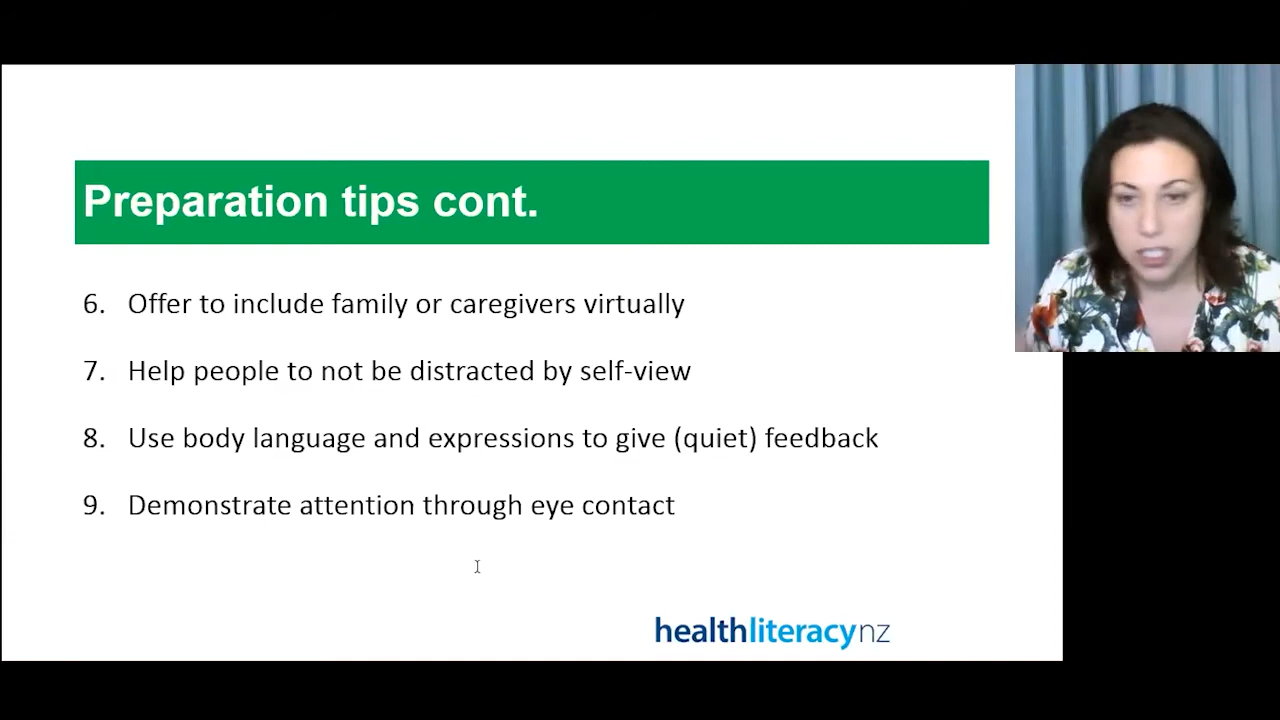 Preparation tips cont.
6. Offer to include family or caregivers virtually
7. Help people to not be distracted by self-view
8. Use body language and expressions to give (quiet) feedback
9. Demonstrate attention through eye contact
healthliteracynz